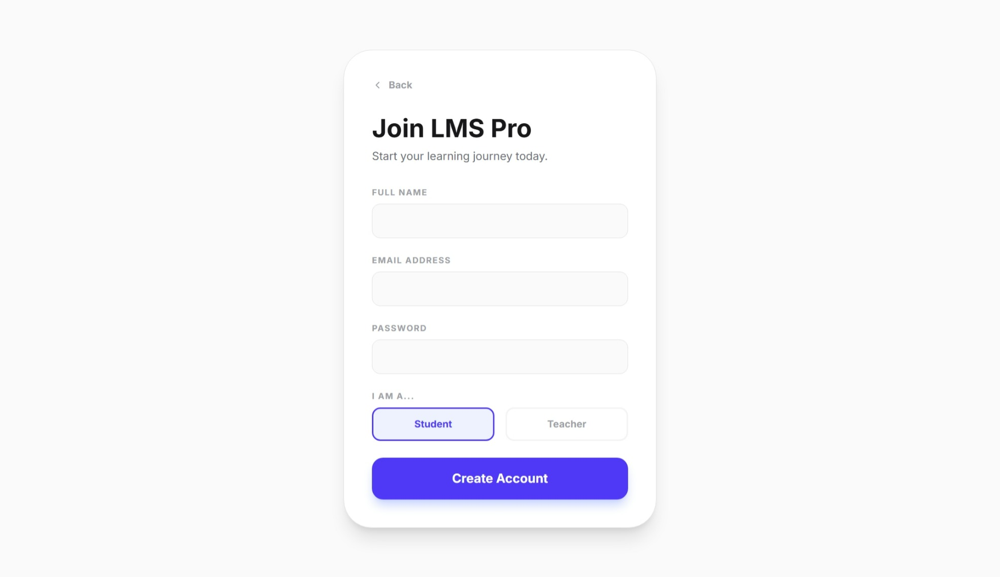 Back
Join LMS Pro
Start your learning journey today.
FULL NAME
EMAIL ADDRESS
PASSWORD
I AM A...
Student Teacher
Create Account